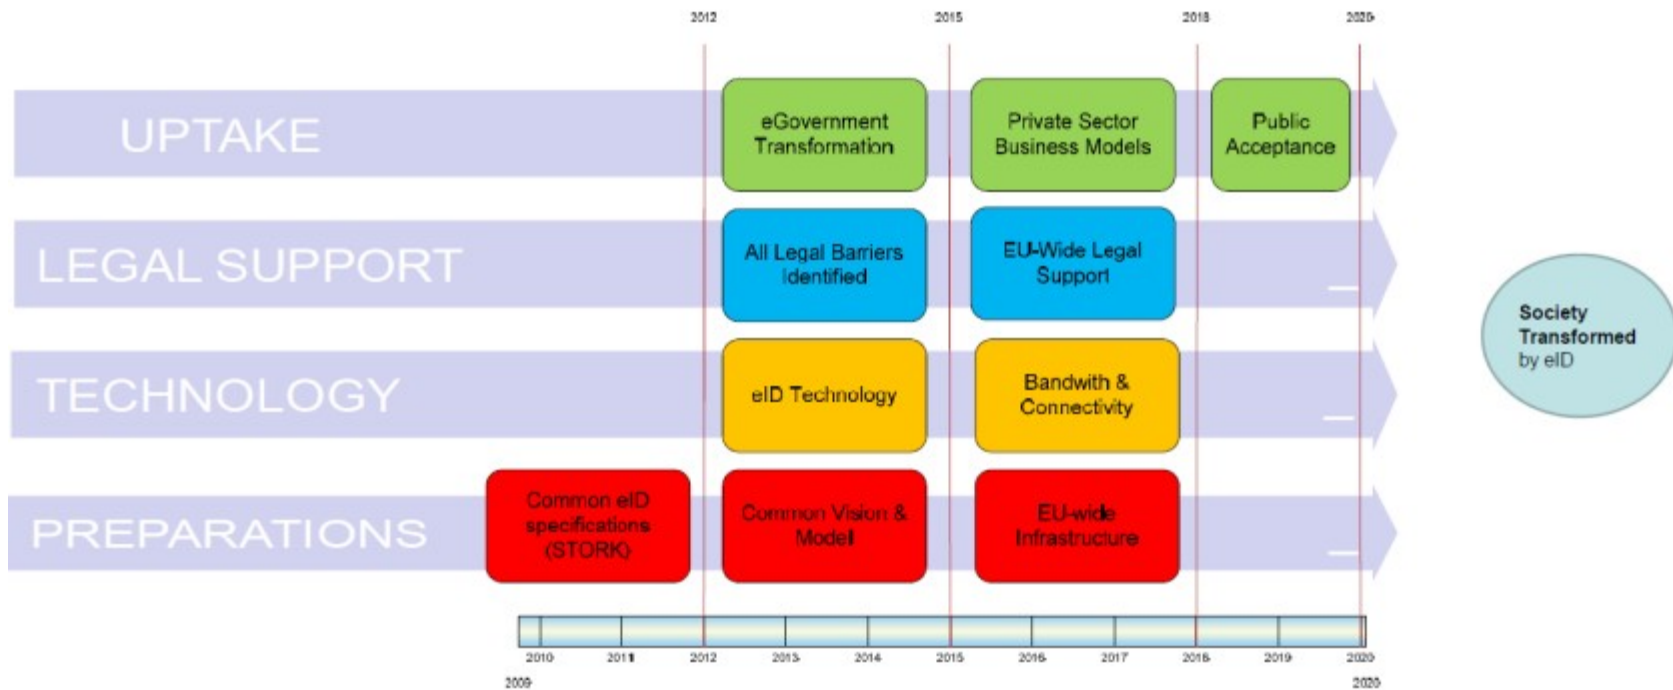 2012 2015 2018 2020
UPTAKE
eGovernment
Transformation
Private Sector
Business Models
Public
Acceptance
LEGAL SUPPORT
All Legal Barriers
Identified
EU-Wide Legal
Support
Society
Transformed
by eID
TECHNOLOGY
eID Technology
Bandwith &
Connectivity
PREPARATIONS
Common eID
specifications
(STORK)
Common Vision &
Modell
EU-wide
Infrastructure
2010 2011 2012 2013 2014 2015 2016 2017 2018 2019 2020
2009 2020